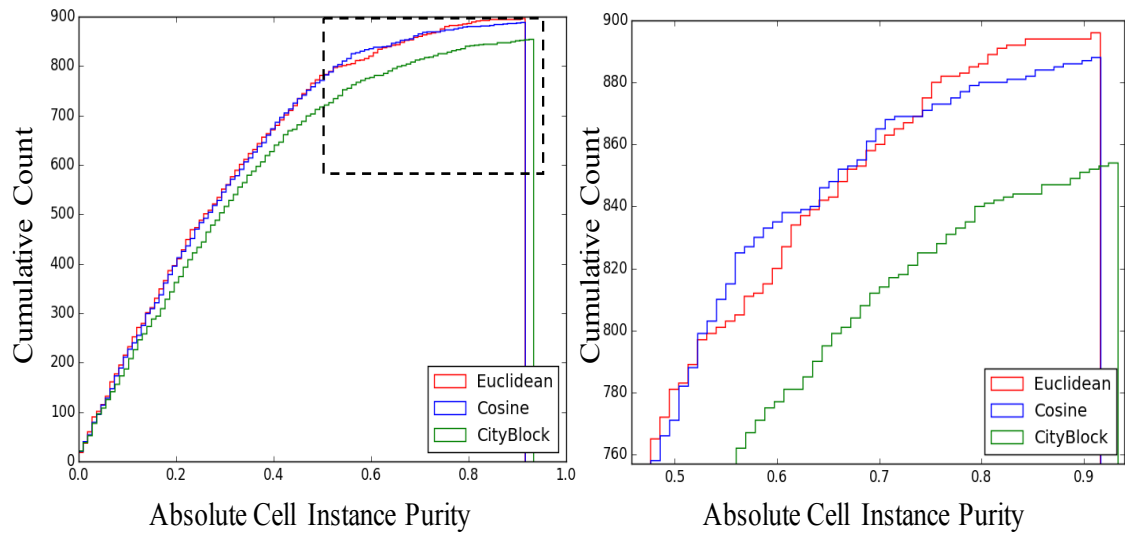 Cumulative Count
900
800
700
600
500
400
300
200
100
0
0.0 0.2 0.4 0.6 0.8 1.0
Euclidean
Cosine
CityBlock
Absolute Cell Instance Purity
Cumulative Count
900
880
860
840
820
800
780
760
0.5 0.6 0.7 0.8 0.9
Euclidean
Cosine
CityBlock
Absolute Cell Instance Purity